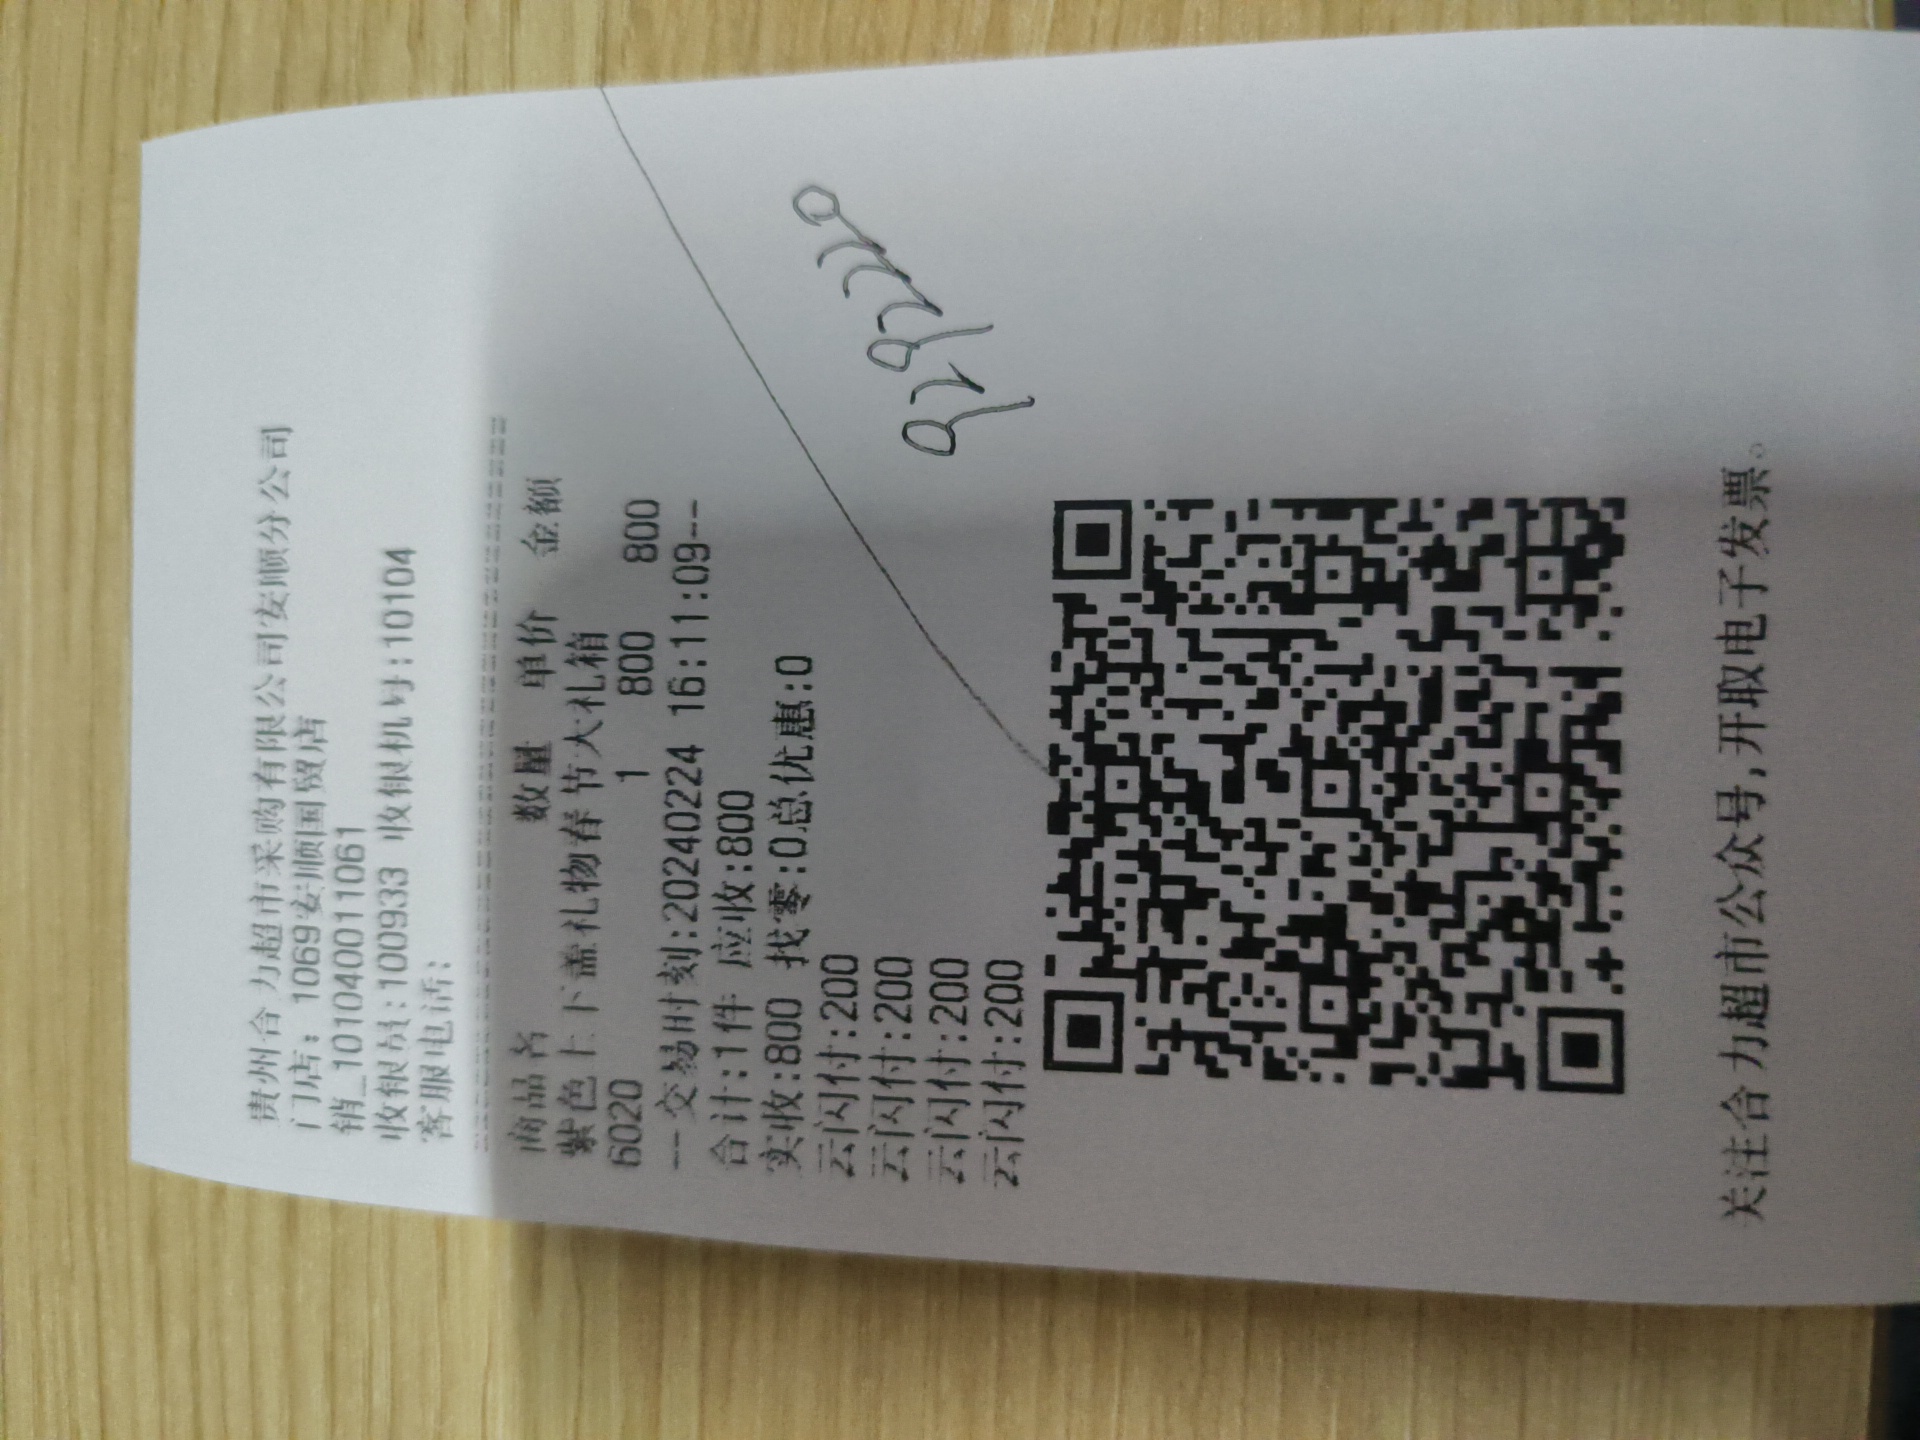 贵州合力超市采购有限公司安顺分公司
门店: 1069安顺国贸店
销_1010400011061
收银员:1000933 收银机号:10104
客服电话:
商品名 数量 单价 金额
紫色上下盖礼物春节大礼箱
6020 1 800 800
--交易时刻:20240224 16:11:09--
合计:1件 应收:800
实收:800 找零:0总优惠:0
云闪付:200
云闪付:200
云闪付:200
云闪付:200
关注合力超市公众号,开取电子发票。